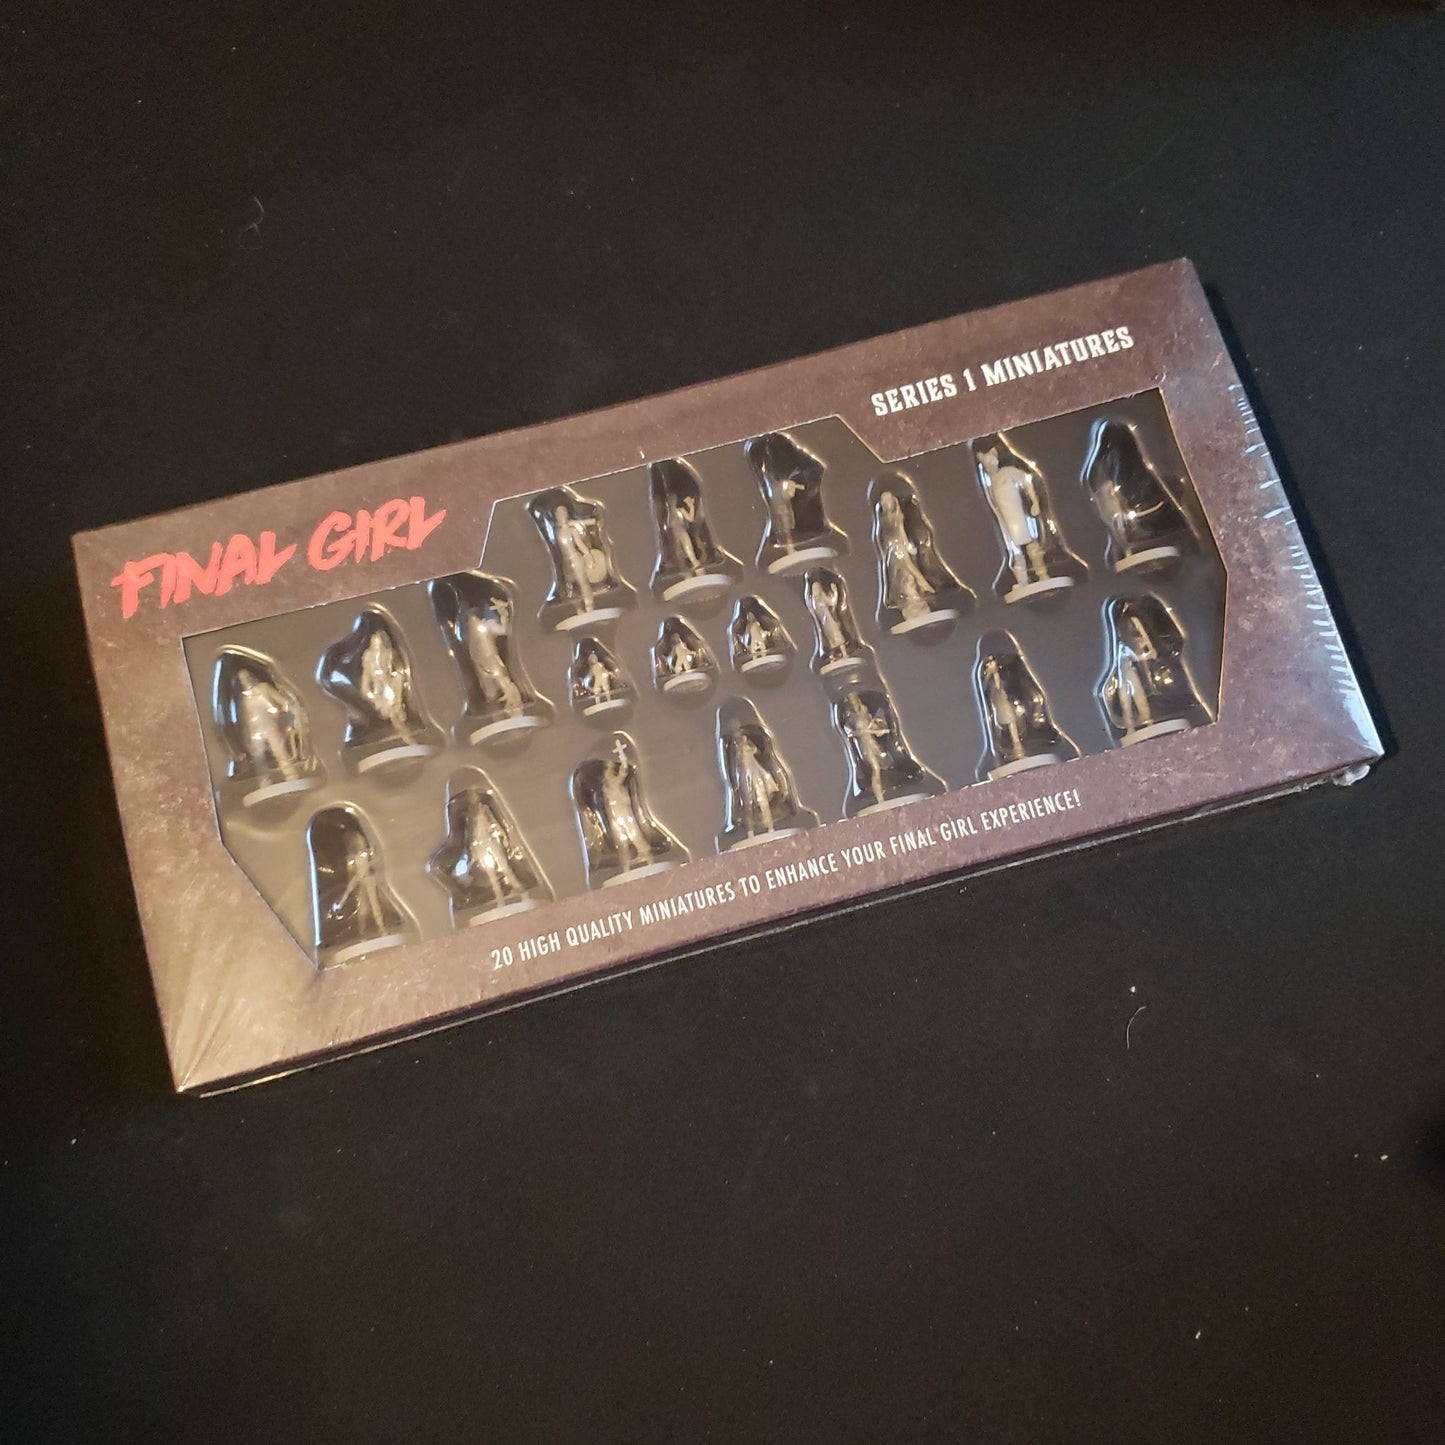 SERIES 1 MINIATURES
FINAL GIRL
20 HIGH QUALITY MINIATURES TO ENHANCE YOUR FINAL GIRL EXPERIENCE!